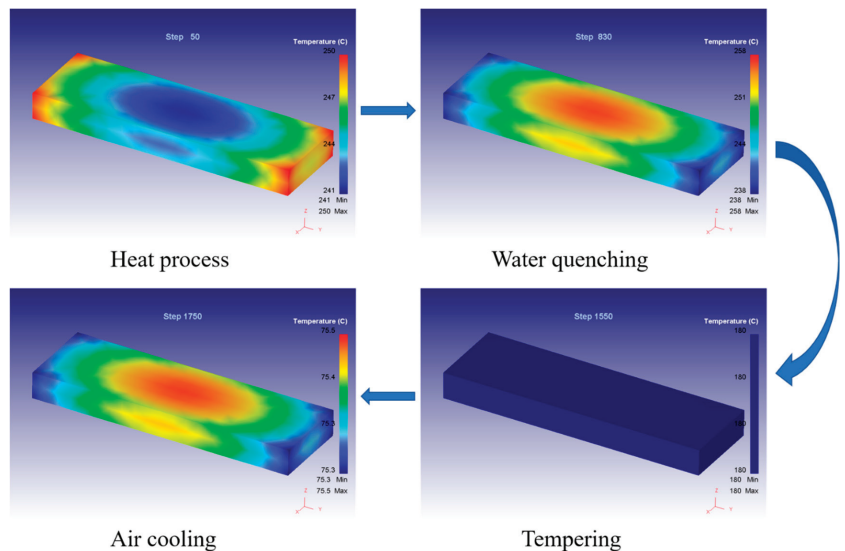 Step 50
Temperature (C)
250
247
244
241
241 Min
250 Max
Z
X Y
Heat process
Step 830
Temperature (C)
258
251
244
238
238 Min
258 Max
Z
X Y
Water quenching
Step 1750
Temperature (C)
75.5
75.4
75.3
75.3
75.3 Min
75.5 Max
Z
X Y
Air cooling
Step 1550
Temperature (C)
180
180
180
180
180 Min
180 Max
Z
X Y
Tempering